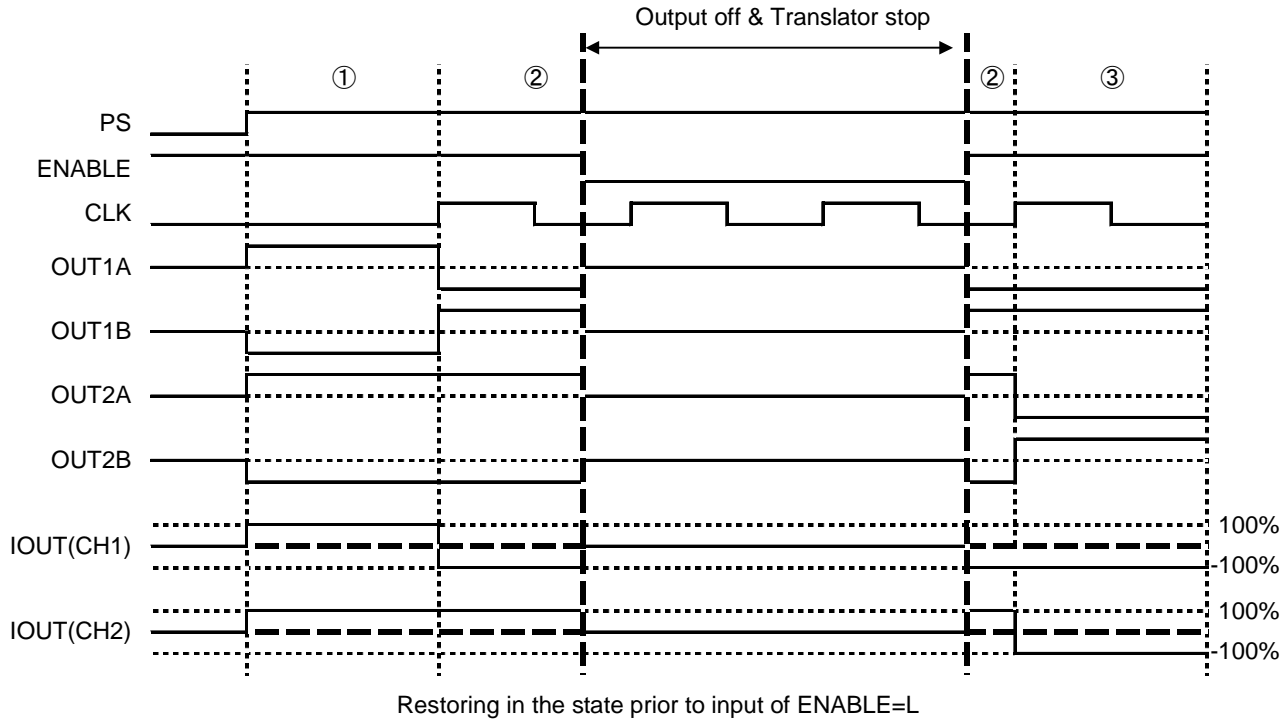 Output off & Translator stop
① ② ② ③
PS
ENABLE
CLK
OUT1A
OUT1B
OUT2A
OUT2B
100%
IOUT(CH1)
-100%
100%
IOUT(CH2)
-100%
Restoring in the state prior to input of ENABLE=L